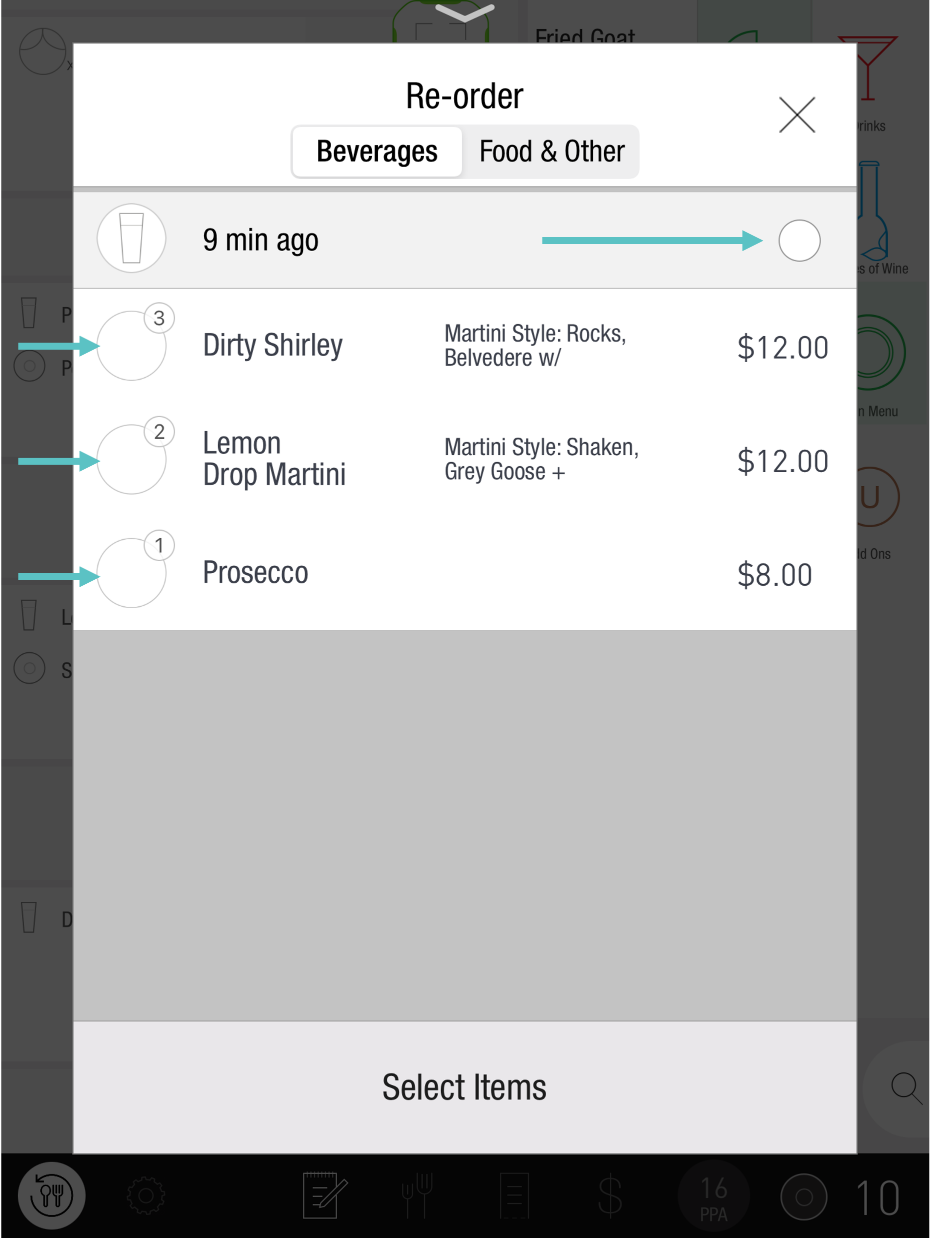 Fried Goat
x
Re-order
Drinks
Beverages
Food & Other
9 min ago
s of Wine
P
3
Dirty Shirley
Martini Style: Rocks,
Belvedere w/
$12.00
P
n Menu
2
Lemon
Drop Martini
Martini Style: Shaken,
Grey Goose +
$12.00
U
ld Ons
1
Prosecco
$8.00
L
S
D
Select Items
$
16
PPA
10